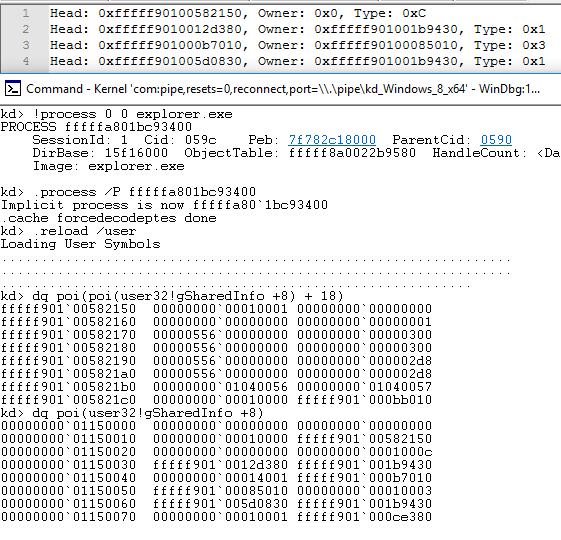 1 Head: 0xfffff90100582150, Owner: 0x0, Type: 0xC
2 Head: 0xfffff9010012d380, Owner: 0xfffff901001b9430, Type: 0x1
3 Head: 0xfffff901000b7010, Owner: 0xfffff90100085010, Type: 0x3
4 Head: 0xfffff901005d0830, Owner: 0xfffff901001b9430, Type: 0x1
Command - Kernel 'com:pipe,resets=0,reconnect,port=\\.\pipe\kd_Windows_8_x64' - WinDbg:1...
kd> !process 0 0 explorer.exe
PROCESS fffffa801bc93400
SessionId: 1 Cid: 059c Peb: 7f782c18000 ParentCid: 0590
DirBase: 15f16000 ObjectTable: fffff8a0022b9580 HandleCount: <Da
Image: explorer.exe
kd> .process /P fffffa801bc93400
Implicit process is now fffffa80`1bc93400
.cache forcedecodeptes done
kd> .reload /user
Loading User Symbols
...............................................................
...............................................................
..........................................................
kd> dq poi(poi(user32!gSharedInfo +8) + 18)
fffff901`00582150 00000000`00010001 00000000`00000000
fffff901`00582160 00000000`00000000 00000000`00000001
fffff901`00582170 00000556`00000000 00000000`00000300
fffff901`00582180 00000556`00000000 00000000`00000300
fffff901`00582190 00000556`00000000 00000000`000002d8
fffff901`005821a0 00000556`00000000 00000000`000002d8
fffff901`005821b0 00000000`01040056 00000000`01040057
fffff901`005821c0 00000000`00010000 fffff901`000bb010
kd> dq poi(user32!gSharedInfo +8)
00000000`01150000 00000000`00000000 00000000`00000000
00000000`01150010 00000000`00010000 fffff901`00582150
00000000`01150020 00000000`00000000 00000000`0001000c
00000000`01150030 fffff901`0012d380 fffff901`001b9430
00000000`01150040 00000000`00014001 fffff901`000b7010
00000000`01150050 fffff901`00085010 00000000`00010003
00000000`01150060 fffff901`005d0830 fffff901`001b9430
00000000`01150070 00000000`00010001 fffff901`000ce380